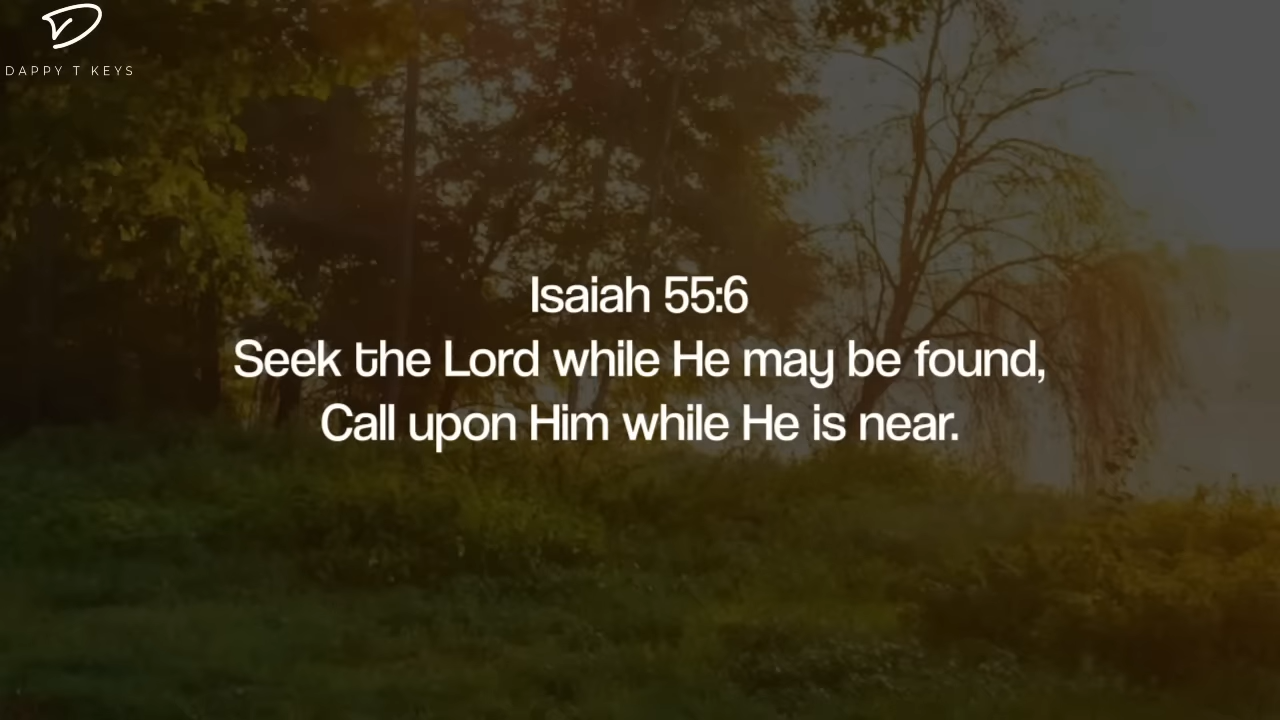 DAPPY T KEYS
Isaiah 55:6
Seek the Lord while He may be found,
Call upon Him while He is near.